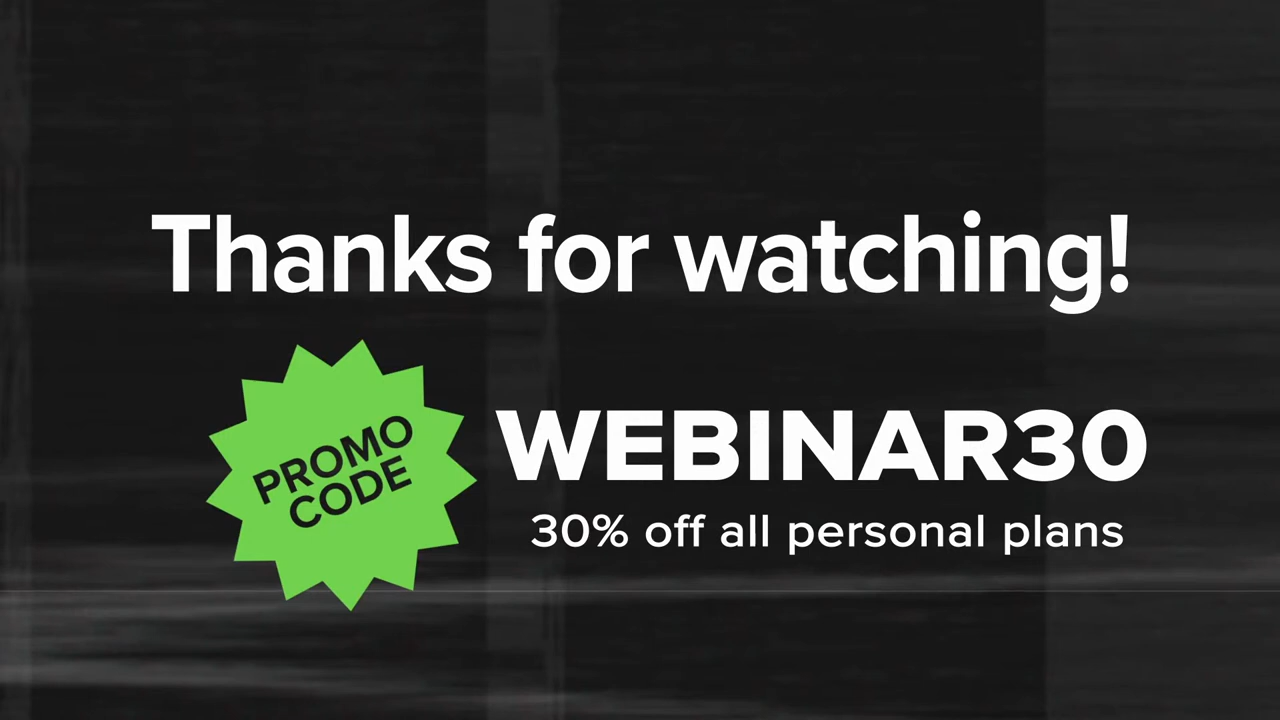 Thanks for watching!
PROMO
CODE
WEBINAR30
30% off all personal plans